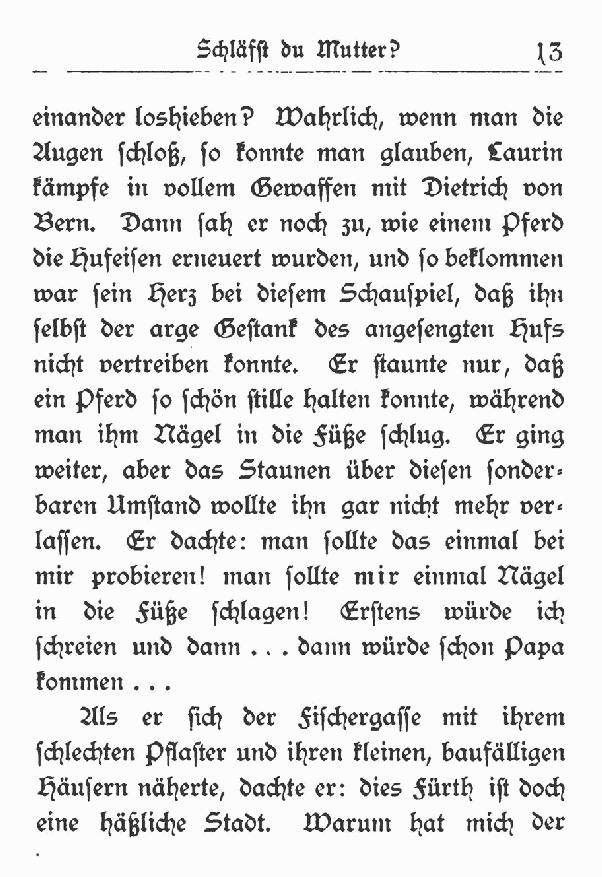 Schläfst du Mutter? 13
einander loshieben? Wahrlich, wenn man die
Augen schloß, so konnte man glauben, Laurin
kämpfe in vollem Gewaffen mit Dietrich von
Bern. Dann sah er noch zu, wie einem Pferd
die Hufeisen erneuert wurden, und so beklommen
war sein Herz bei diesem Schauspiel, daß ihn
selbst der arge Gestank des angesengten Hufs
nicht vertreiben konnte. Er staunte nur, daß
ein Pferd so schön stille halten konnte, während
man ihm Nägel in die Füße schlug. Er ging
weiter, aber das Staunen über diesen sonder-
baren Umstand wollte ihn gar nicht mehr ver-
lassen. Er dachte: man sollte das einmal bei
mir probieren! man sollte mir einmal Nägel
in die Füße schlagen! Erstens würde ich
schreien und dann ... dann würde schon Papa
kommen ...
Als er sich der Fischergasse mit ihrem
schlechten Pflaster und ihren kleinen, baufälligen
Häusern näherte, dachte er: dies Fürth ist doch
eine häßliche Stadt. Warum hat mich der